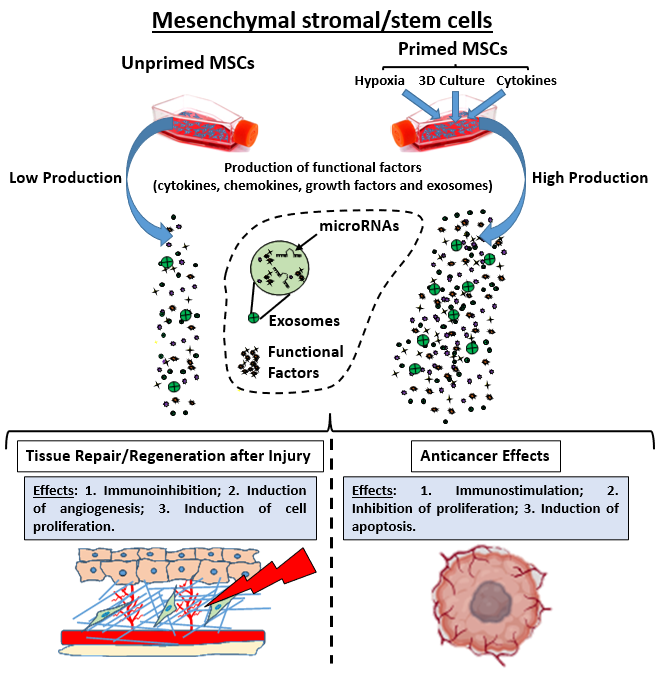 Mesenchymal stromal/stem cells
Unprimed MSCs
Primed MSCs
Hypoxia 3D Culture Cytokines
Low Production
Production of functional factors
(cytokines, chemokines, growth factors and exosomes)
High Production
microRNAs
Exosomes
Functional
Factors
Tissue Repair/Regeneration after Injury
Effects: 1. Immunoinhibition; 2. Induction
of angiogenesis; 3. Induction of cell
proliferation.
Anticancer Effects
Effects: 1. Immunostimulation; 2.
Inhibition of proliferation; 3. Induction of
apoptosis.